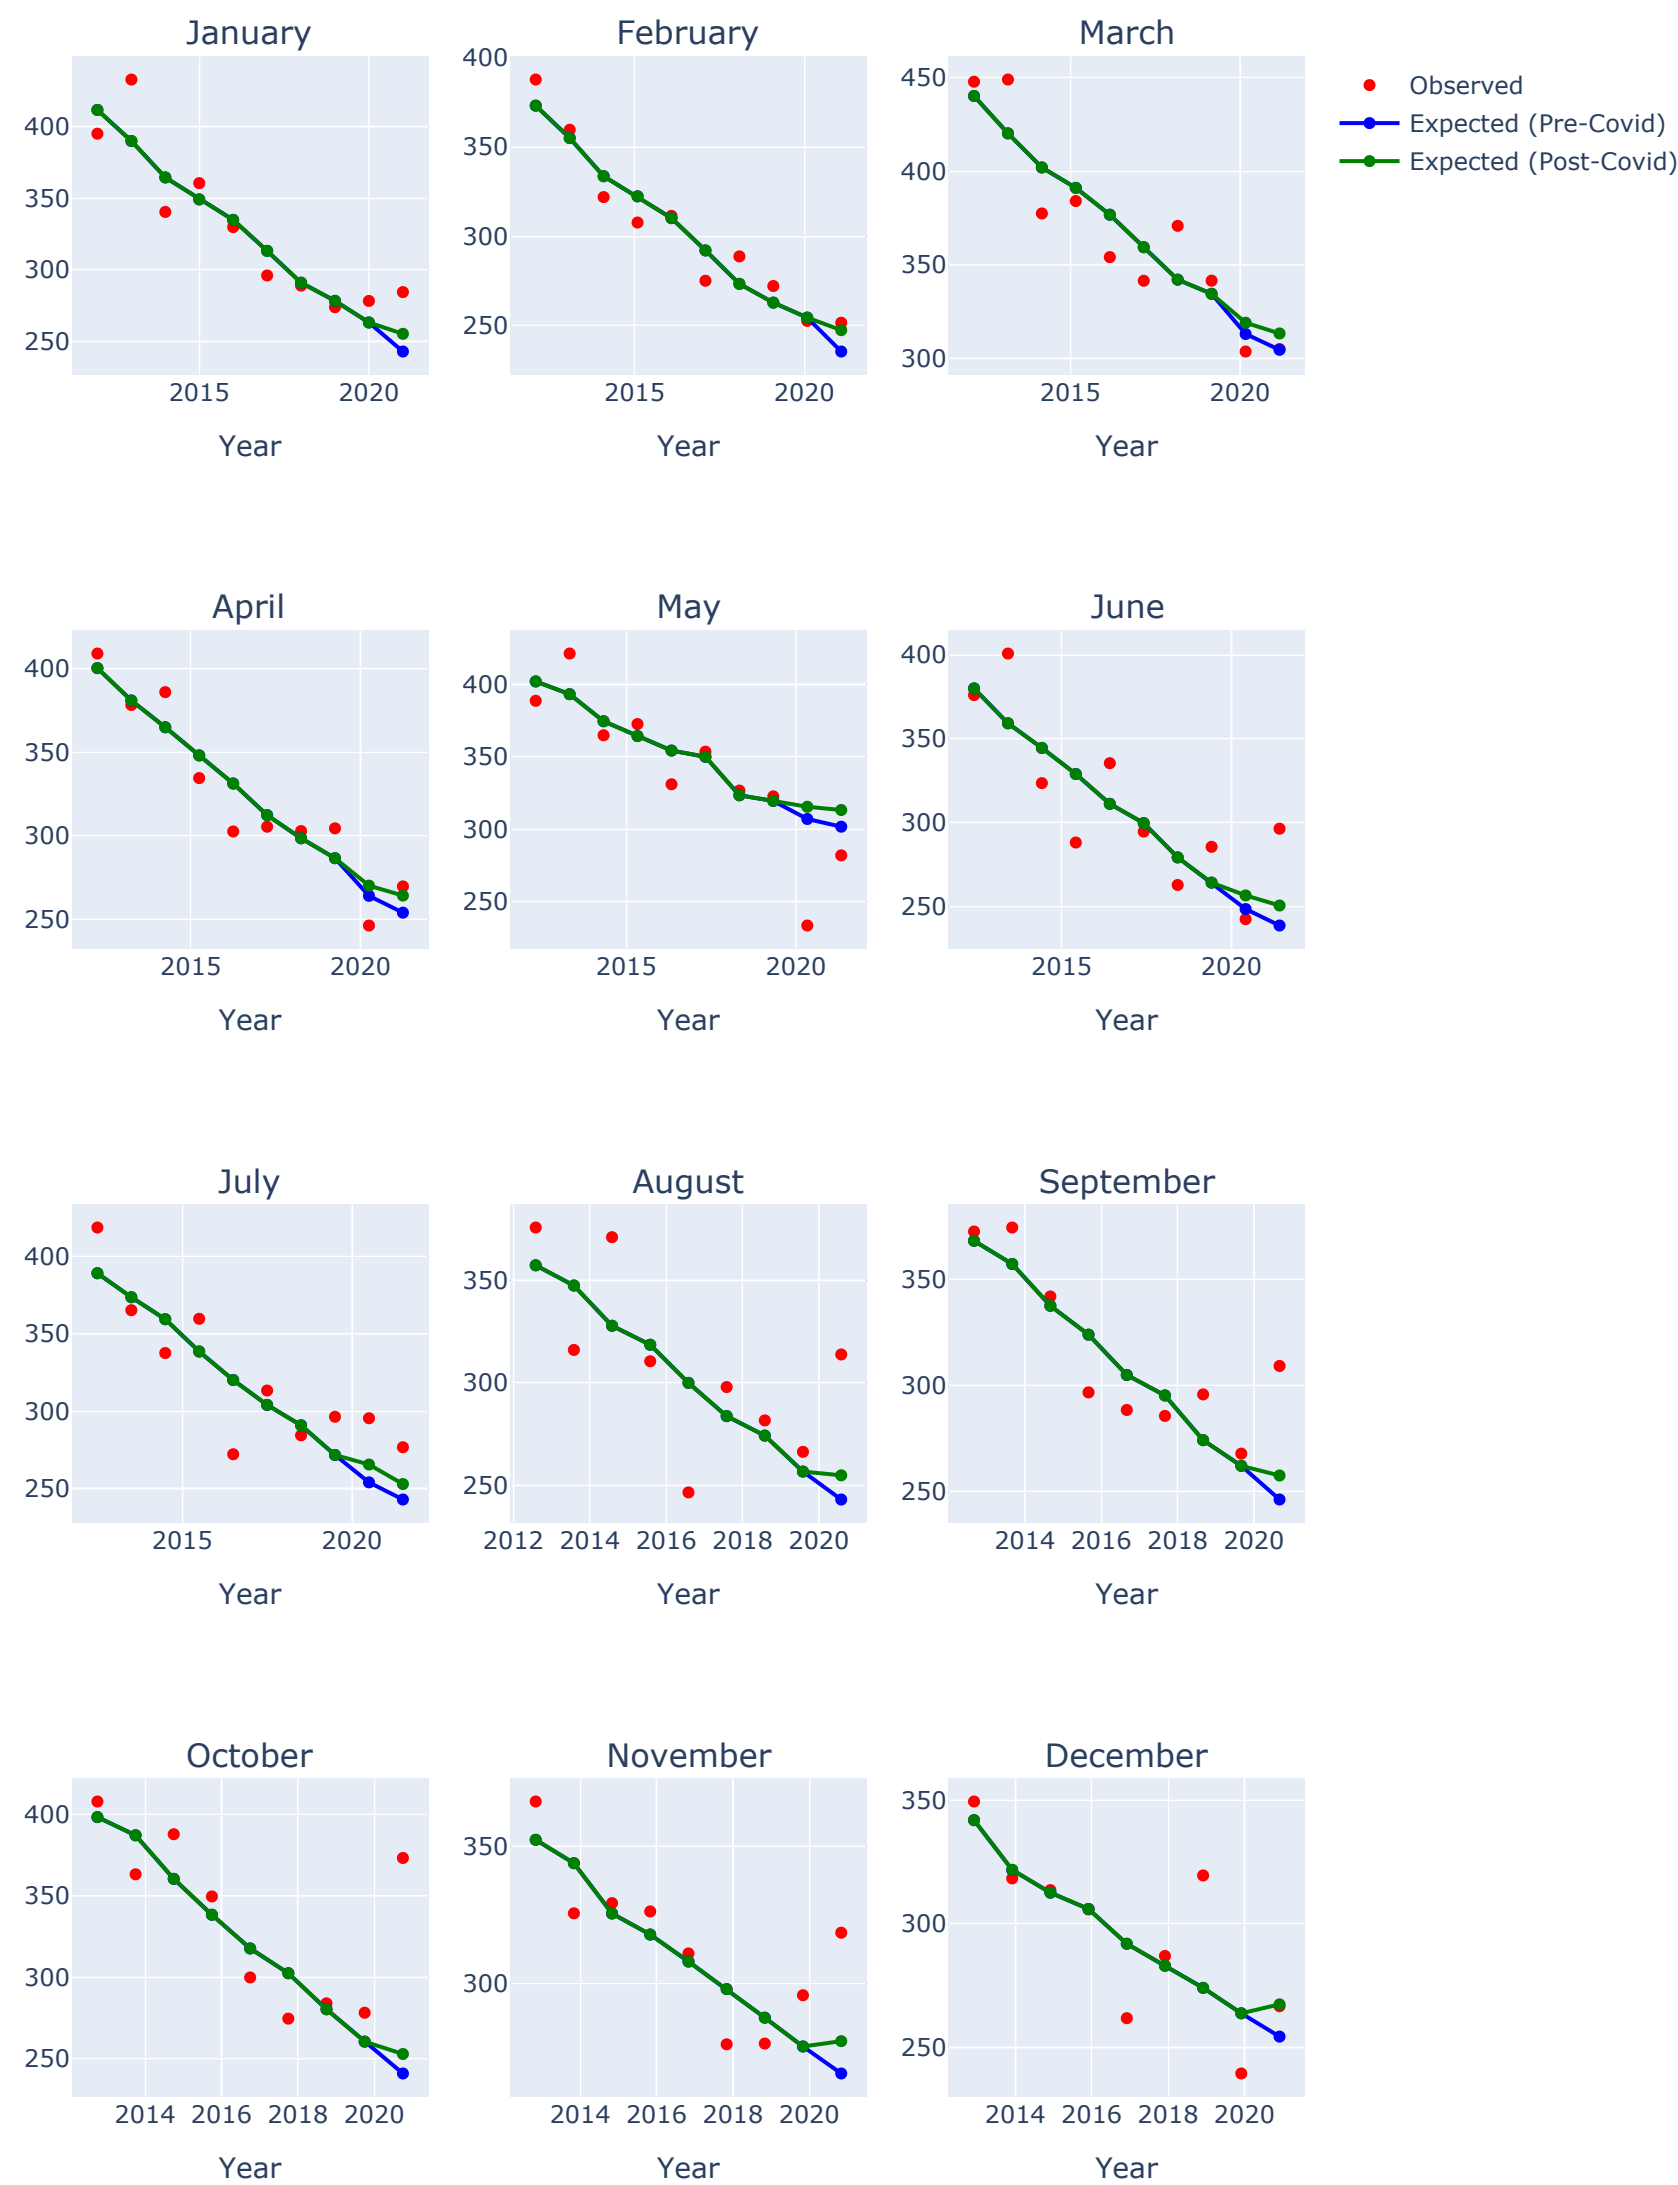 January
February
March
400
350
300
250
2015
2020
Year
400
350
300
250
2015
2020
Year
450
400
350
300
2015
2020
Year
Observed
Expected (Pre-Covid)
Expected (Post-Covid)
April
May
June
400
350
300
250
2015
2020
Year
400
350
300
250
2015
2020
Year
400
350
300
250
2015
2020
Year
July
August
September
400
350
300
250
2015
2020
Year
350
300
250
2012 2014 2016 2018 2020
Year
350
300
250
2014 2016 2018 2020
Year
October
November
December
400
350
300
250
2014 2016 2018 2020
Year
350
300
2014 2016 2018 2020
Year
350
300
250
2014 2016 2018 2020
Year